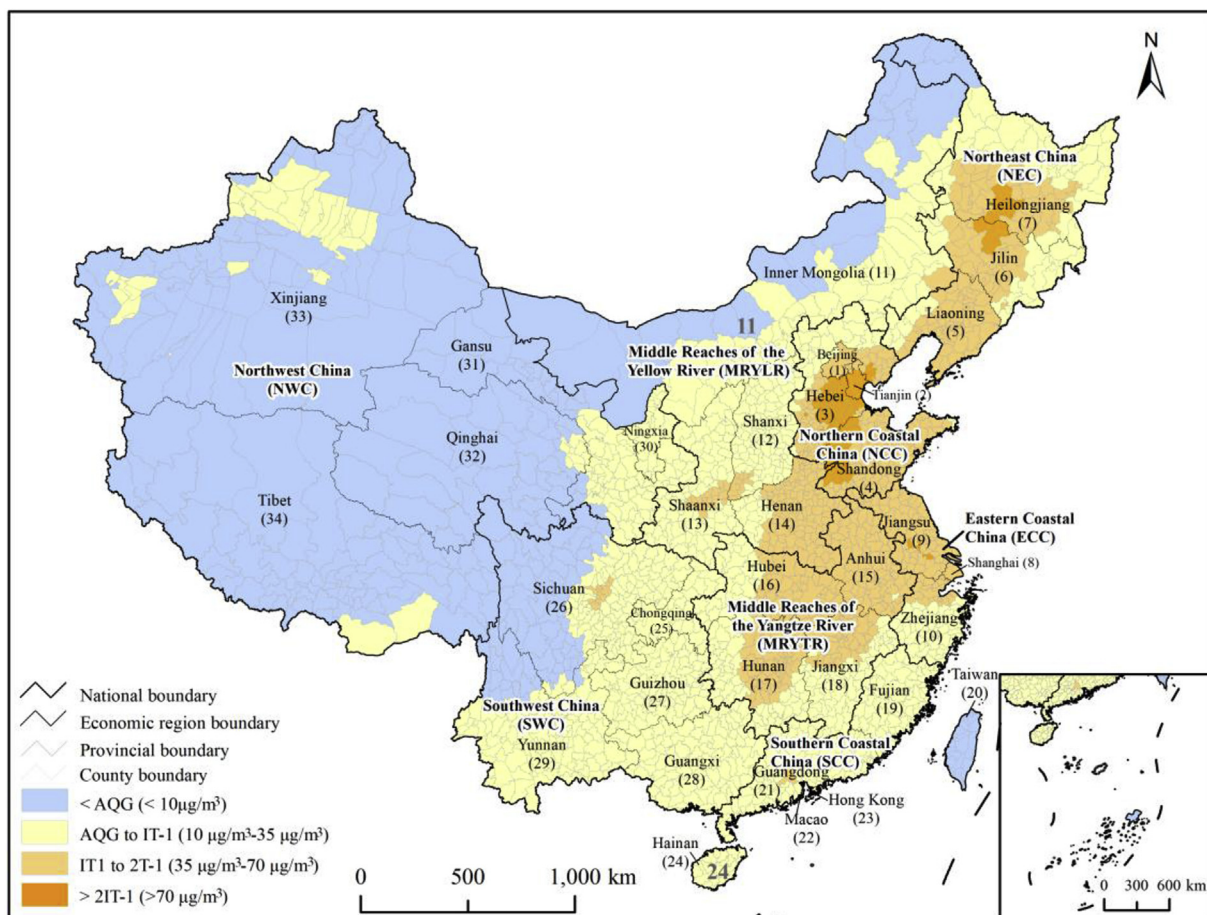 N
Northeast China
(NEC)
Heilongjiang
(7)
Jilin
(6)
Inner Mongolia (11)
Xinjiang
(33)
Liaoning
(5)
11
Gansu
(31)
Middle Reaches of the
Yellow River (MRYLR)
Beijing
(1)
Northwest China
(NWC)
Hebei
(3)
Tianjin (2)
Shanxi
(12)
Ningxia
(30)
Qinghai
(32)
Northern Coastal
China (NCC)
Shandong
(4)
Tibet
(34)
Shaanxi
(13)
Henan
(14)
Jiangsu
(9)
Eastern Coastal
China (ECC)
Anhui
(15)
Shanghai (8)
Hubei
(16)
Sichuan
(26)
Chongqing
(25)
Middle Reaches of
the Yangtze River
(MRYTR)
Zhejiang
(10)
Hunan
(17)
Jiangxi
(18)
Taiwan
(20)
Guizhou
(27)
Fujian
(19)
Southwest China
(SWC)
Yunnan
(29)
Southern Coastal
China (SCC)
Guangxi
(28)
Guangdong
(21)
Hong Kong
(23)
Macao
(22)
Hainan
(24)
24
National boundary
Economic region boundary
Provincial boundary
County boundary
< AQG (< 10μg/m³)
AQG to IT-1 (10 μg/m³-35 μg/m³)
IT1 to 2T-1 (35 μg/m³-70 μg/m³)
> 2IT-1 (>70 μg/m³)
0 500 1,000 km
0 300 600 km